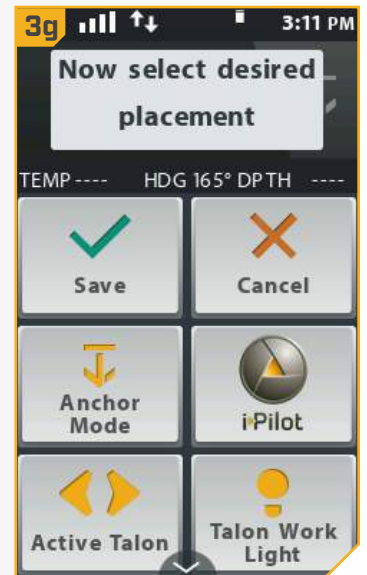 3g
3:11 PM
Now select desired
placement
TEMP ---- HDG 165° DPTH ----
Save
Cancel
Anchor
Mode
i-Pilot
Active Talon
Talon Work
Light